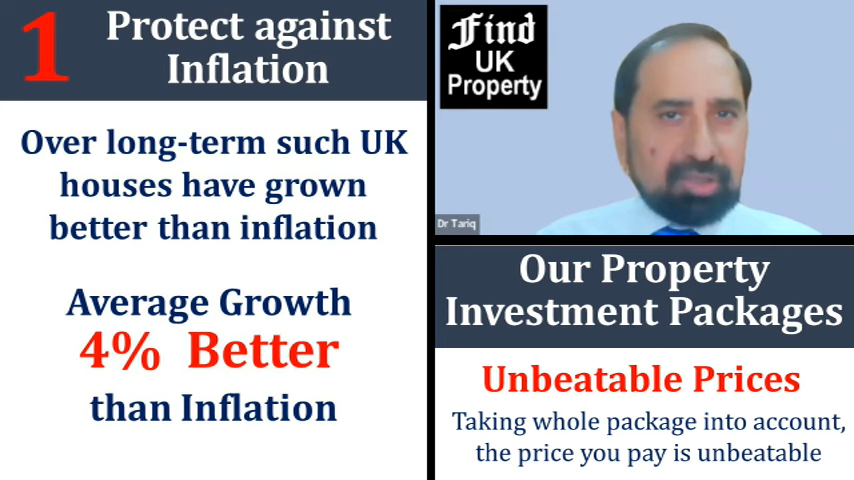 1
Protect against
Inflation
Over long-term such UK
houses have grown
better than inflation
Average Growth
4% Better
than Inflation
Find
UK
Property
Dr Tariq
Our Property
Investment Packages
Unbeatable Prices
Taking whole package into account,
the price you pay is unbeatable